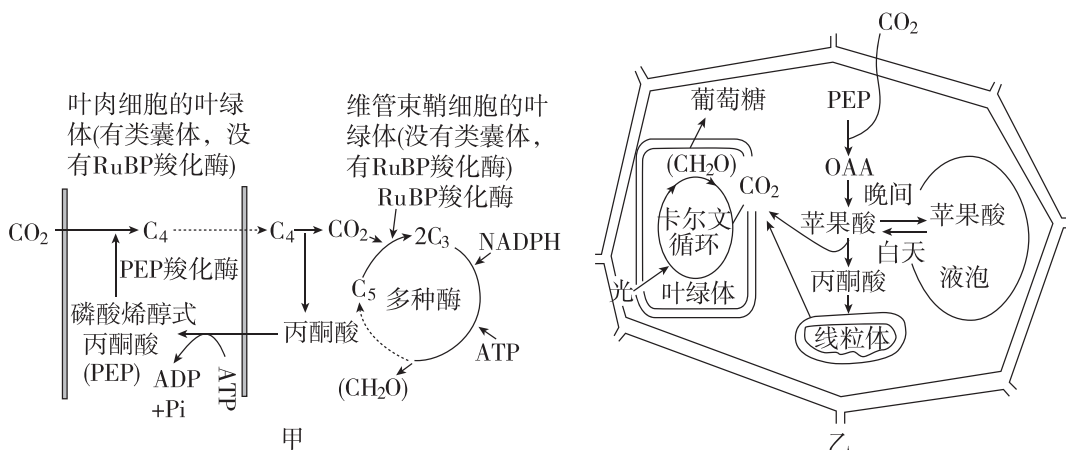 叶肉细胞的叶绿
体(有类囊体，没
有RuBP羧化酶)
维管束鞘细胞的叶
绿体(没有类囊体，
有RuBP羧化酶)
RuBP羧化酶
CO₂
C₄
C₄
CO₂
2C₃
NADPH
PEP羧化酶
C₅
多种酶
磷酸烯醇式
丙酮酸
(PEP)
丙酮酸
ATP
ADP
+Pi
ATP
(CH₂O)
甲
CO₂
葡萄糖
PEP
(CH₂O)
CO₂
OAA
晚间
卡尔文
循环
苹果酸
苹果酸
白天
光
叶绿体
丙酮酸
液泡
线粒体
乙